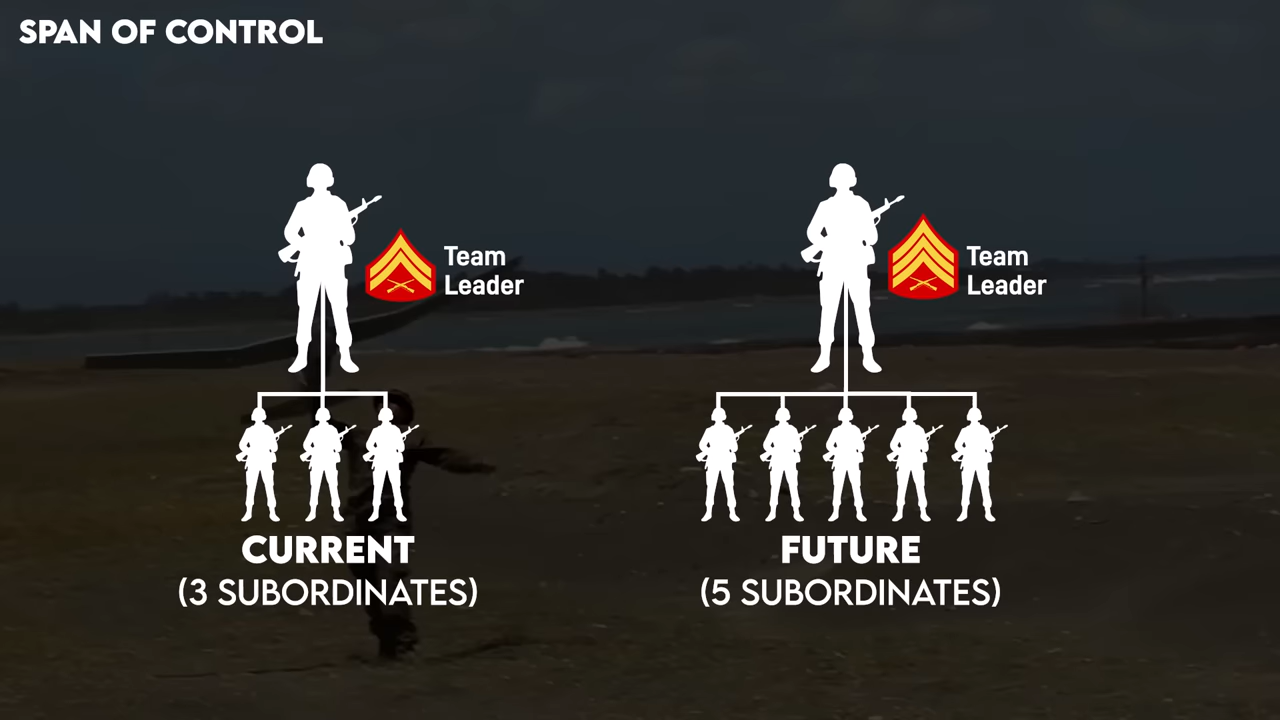 SPAN OF CONTROL
Team
Leader
Team
Leader
CURRENT
(3 SUBORDINATES)
FUTURE
(5 SUBORDINATES)